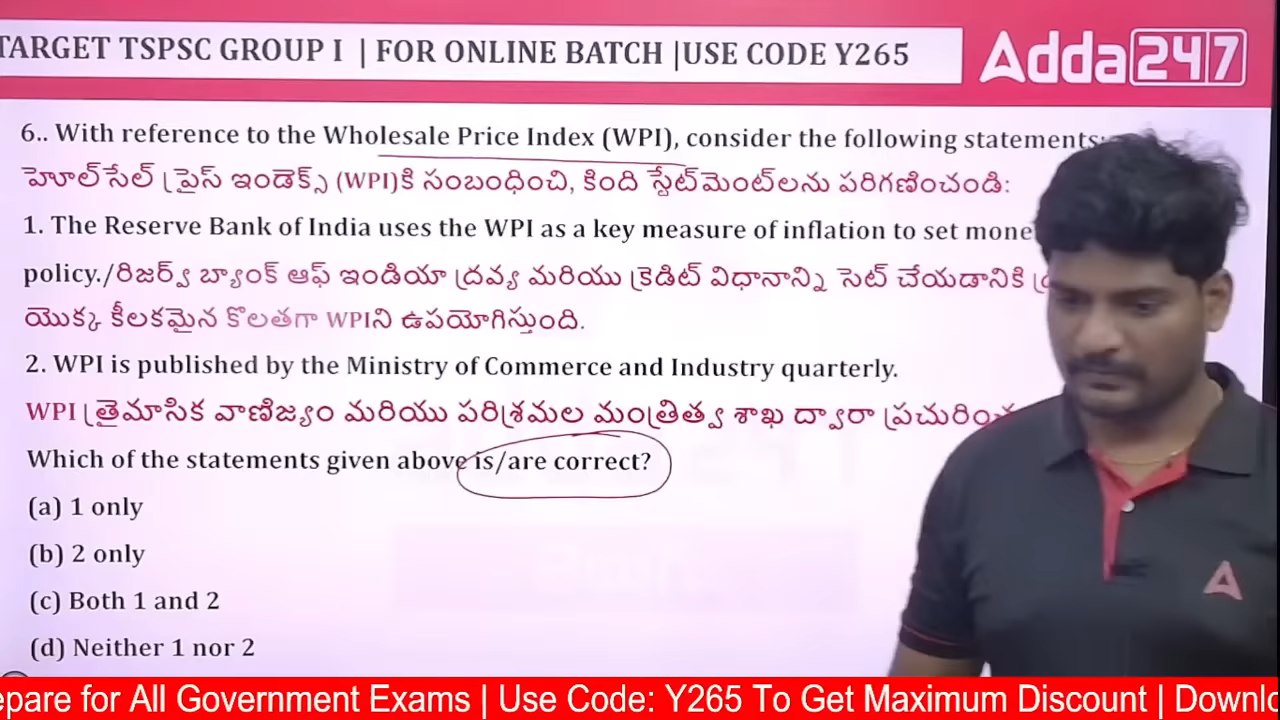 TARGET TSPSC GROUP I | FOR ONLINE BATCH |USE CODE Y265
Adda247
6.. With reference to the Wholesale Price Index (WPI), consider the following statements:
హెూల్‌సేల్ ప్రైస్ ఇండెక్స్ (WPI)కి సంబంధించి, కింది స్టేట్‌మెంట్‌లను పరిగణించండి:
1. The Reserve Bank of India uses the WPI as a key measure of inflation to set
policy./రిజర్వ్ బ్యాంక్ ఆఫ్ ఇండియా ద్రవ్య మరియు క్రెడిట్ విధానాన్ని సెట్ చేయడానికి
యొక్క కీలకమైన కొలతగా WPIని ఉపయోగిస్తుంది.
2. WPI is published by the Ministry of Commerce and Industry quarterly.
WPI త్రైమాసిక వాణిజ్యం మరియు పరిశ్రమల మంత్రిత్వ శాఖ ద్వారా
Which of the statements given above is/are correct?
(a) 1 only
(b) 2 only
(c) Both 1 and 2
(d) Neither 1 nor 2
epare for All Government Exams | Use Code: Y265 To Get Maximum Discount | Downlo